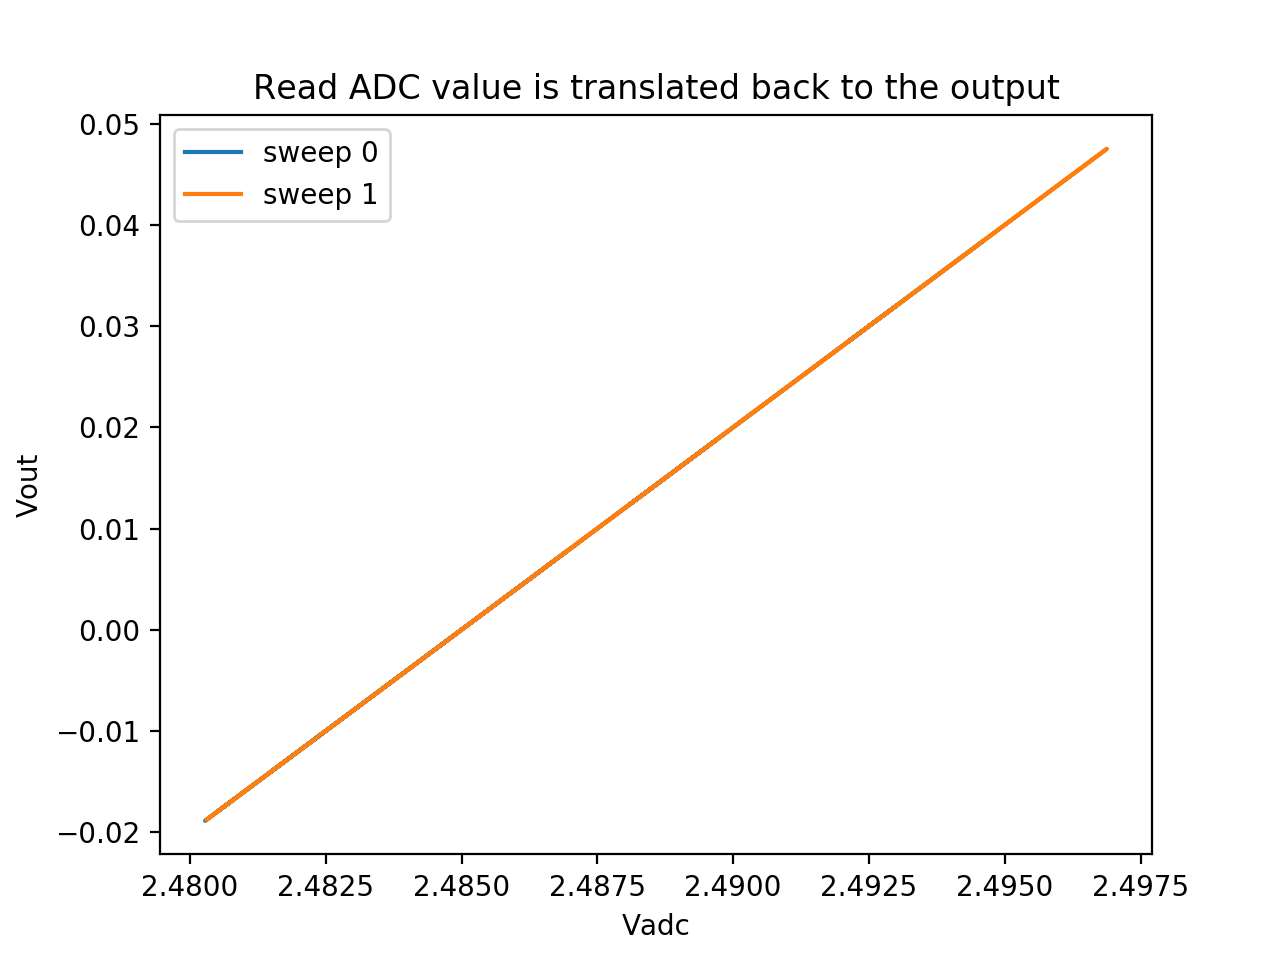 Read ADC value is translated back to the output
sweep 0
sweep 1
0.05
0.04
0.03
0.02
0.01
0.00
−0.01
−0.02
Vout
2.4800 2.4825 2.4850 2.4875 2.4900 2.4925 2.4950 2.4975
Vadc